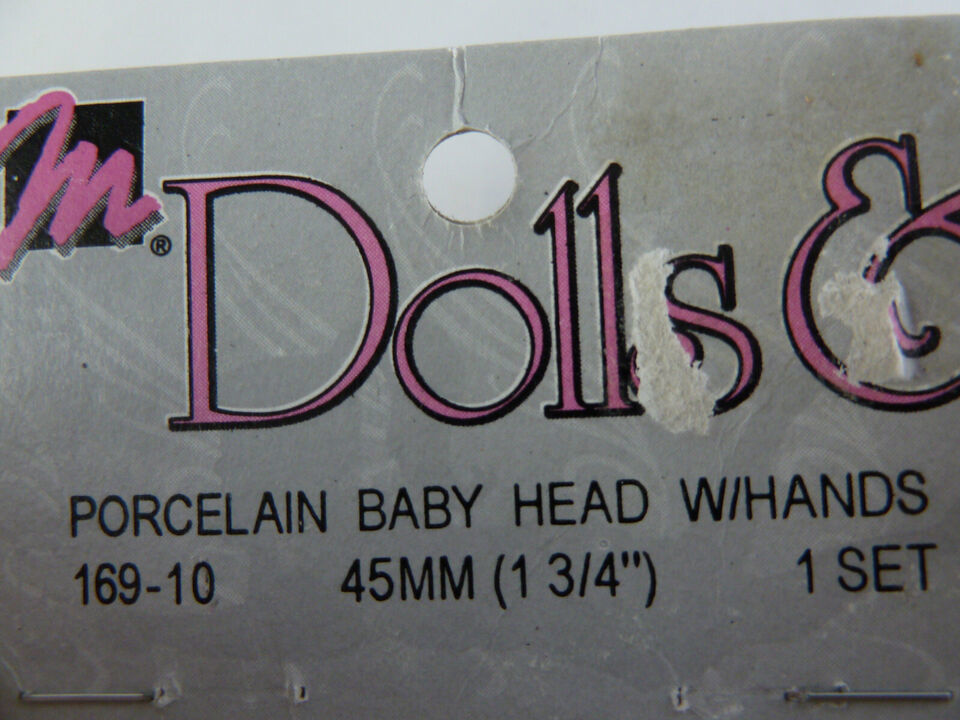 m®
Dolls &
PORCELAIN BABY HEAD W/HANDS
169-10 45MM (1 3/4") 1 SET